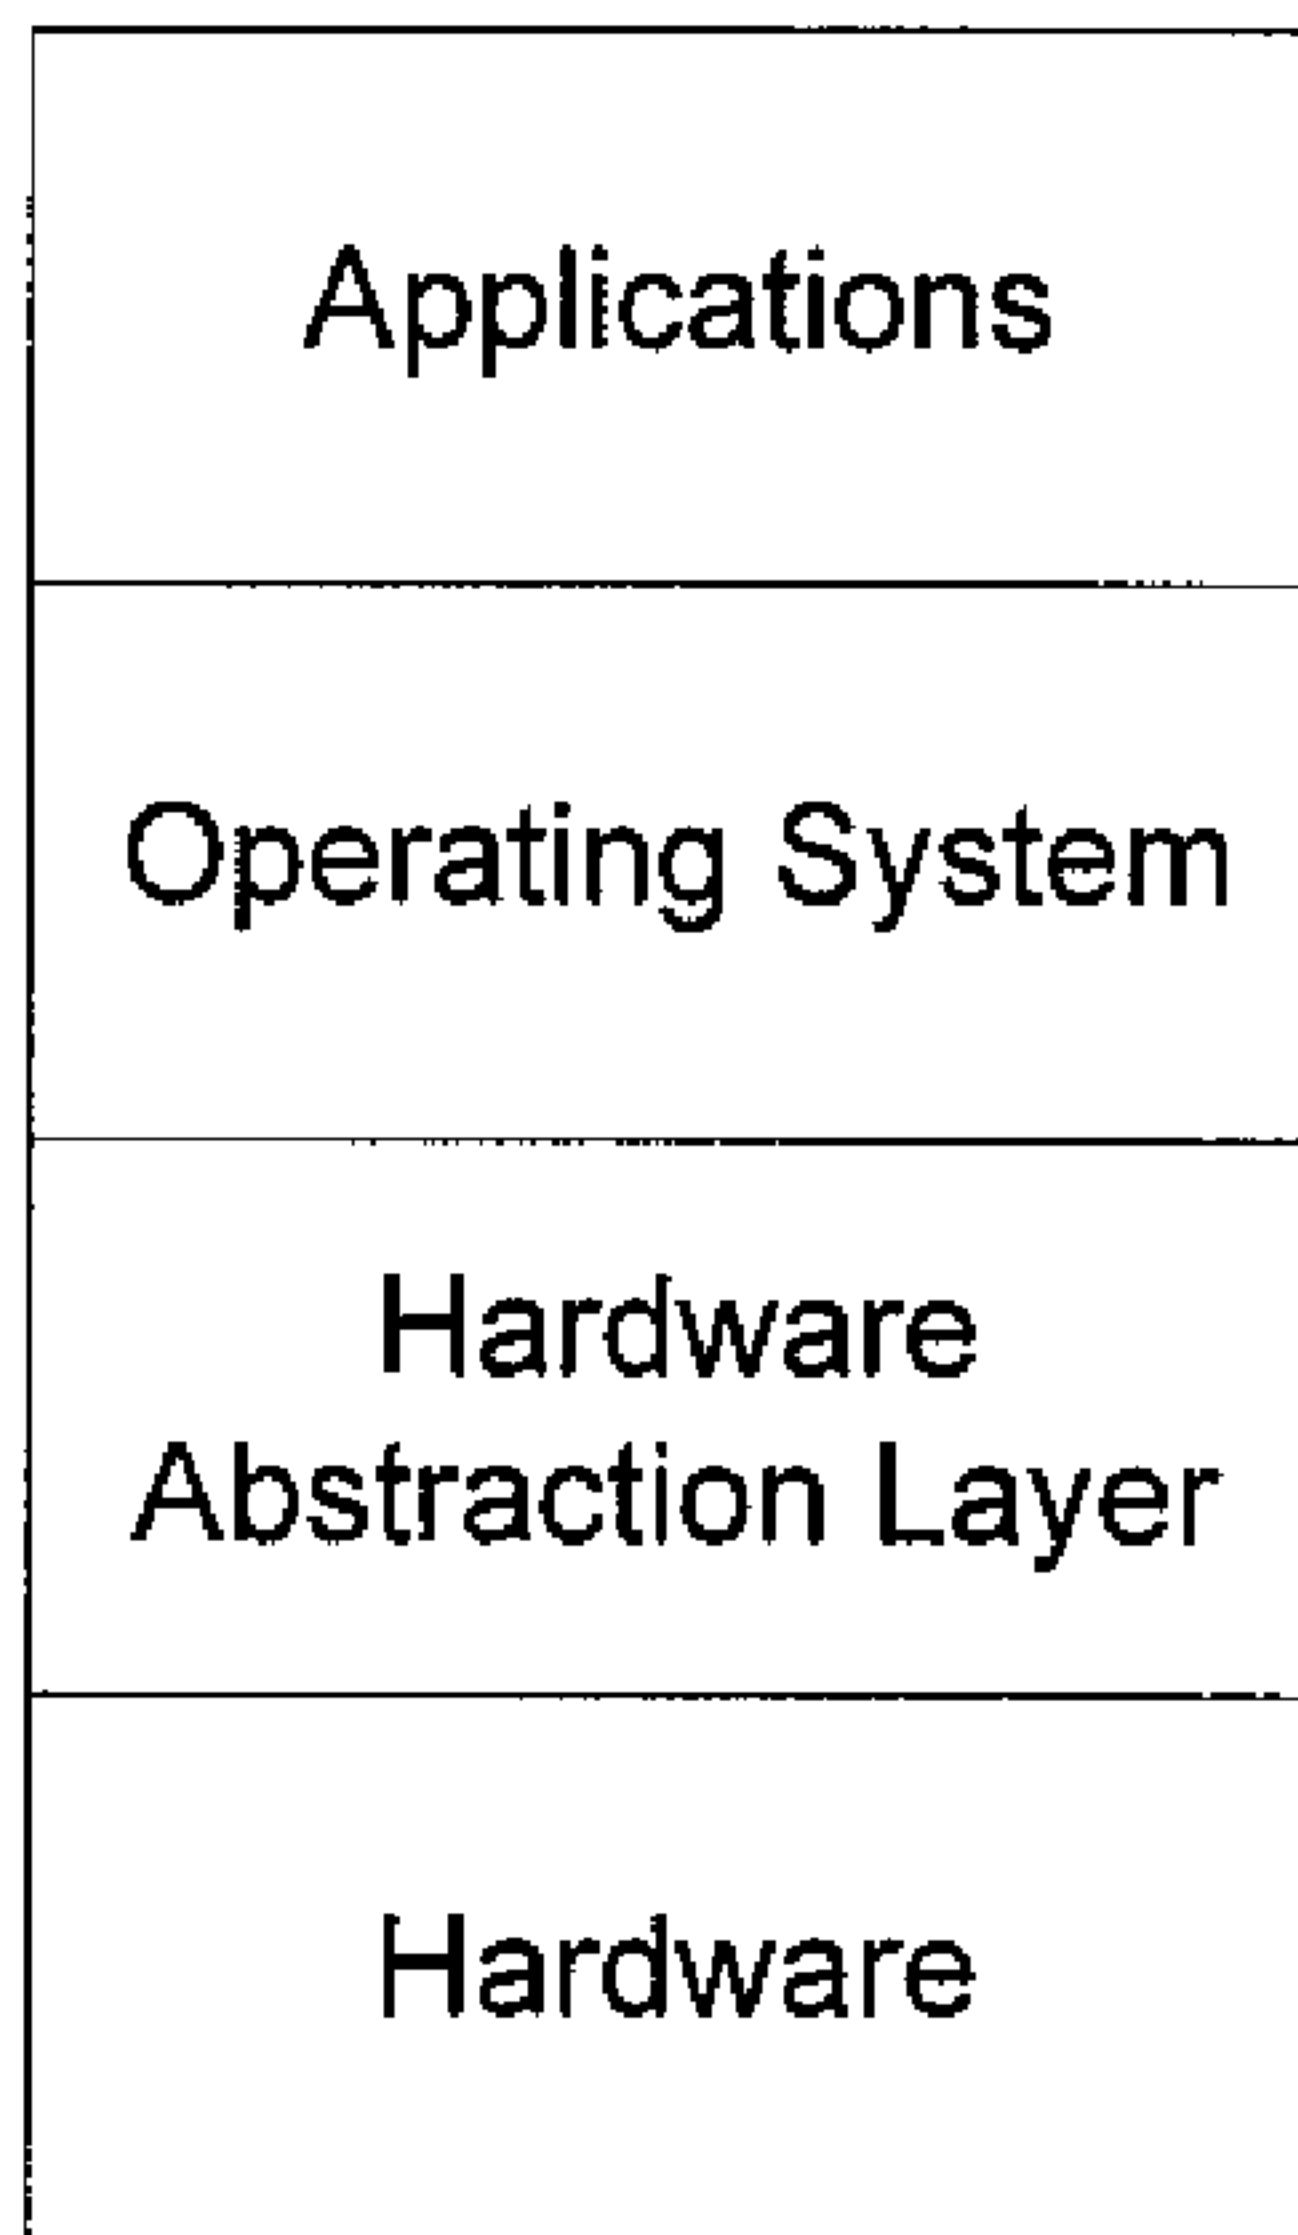 Applications
Operating System
Hardware
Abstraction Layer
Hardware